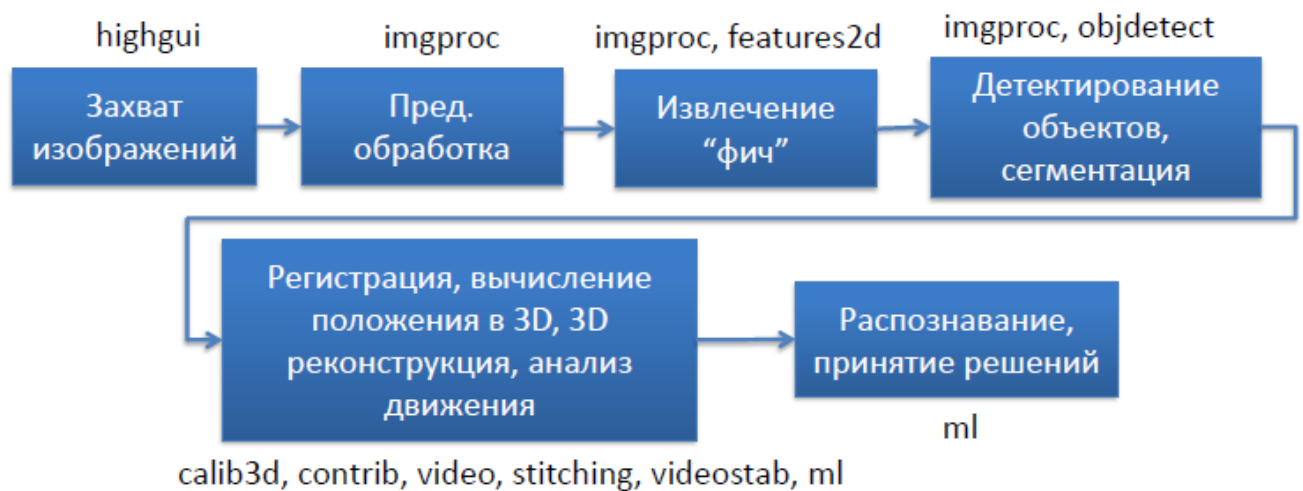 highgui
Захват
изображений
imgproc
Пред.
обработка
imgproc, features2d
Извлечение
“фич”
imgproc, objdetect
Детектирование
объектов,
сегментация
Регистрация, вычисление
положения в 3D, 3D
реконструкция, анализ
движения
calib3d, contrib, video, stitching, videostab, ml
Распознавание,
принятие решений
ml